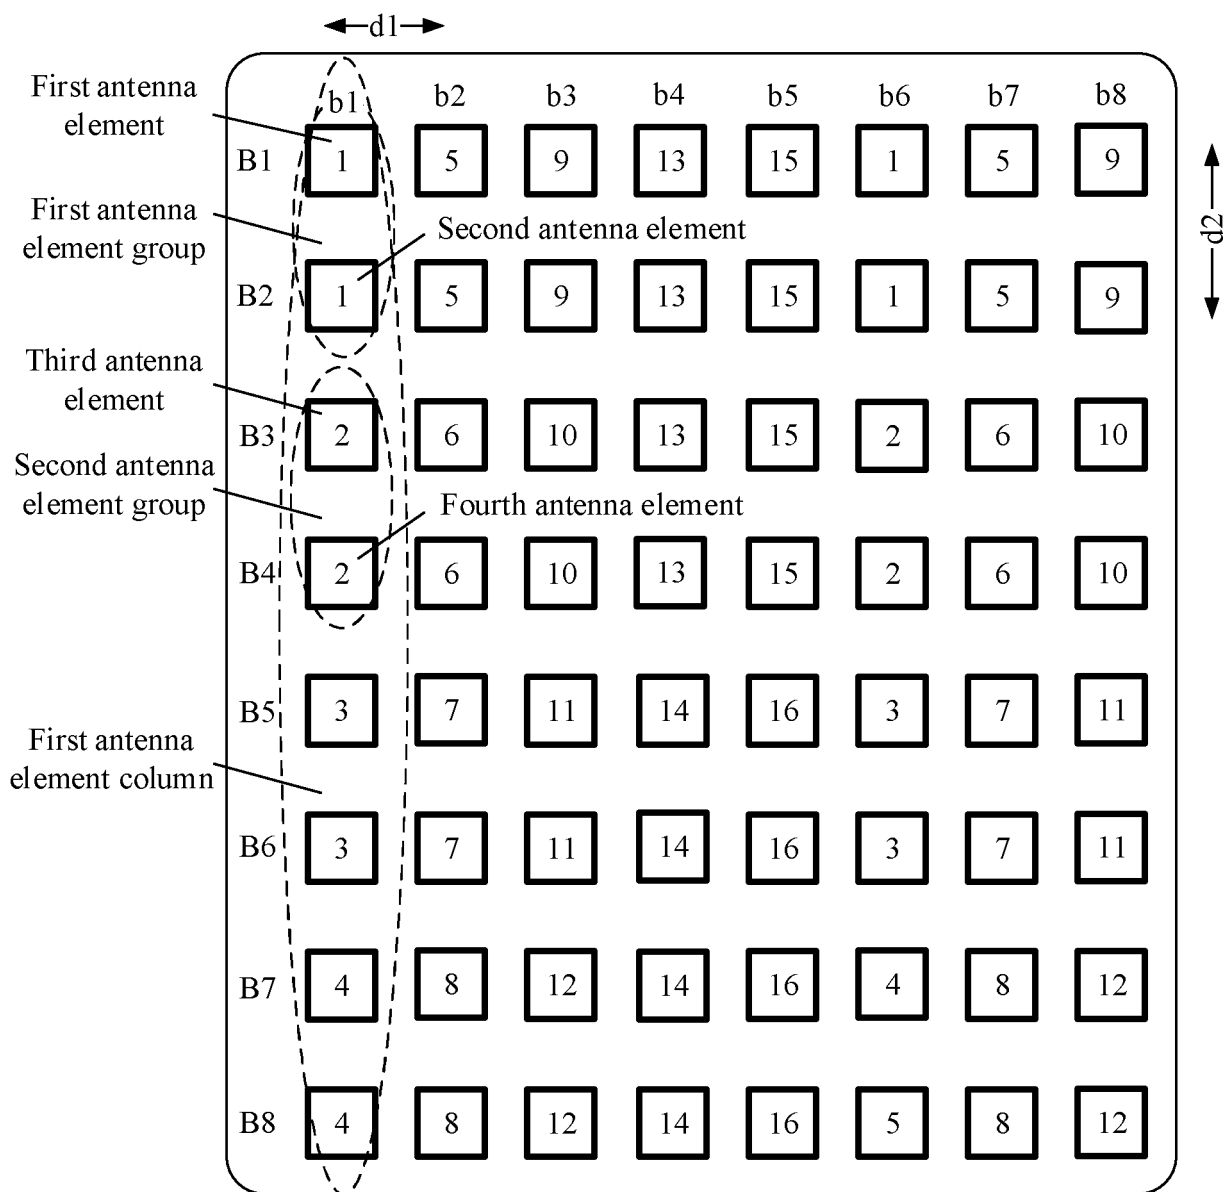 d1
First antenna
element
b1 b2 b3 b4 b5 b6 b7 b8
B1 1 5 9 13 15 1 5 9
d2
First antenna
element group
Second antenna element
B2 1 5 9 13 15 1 5 9
Third antenna
element
B3 2 6 10 13 15 2 6 10
Second antenna
element group
Fourth antenna element
B4 2 6 10 13 15 2 6 10
B5 3 7 11 14 16 3 7 11
First antenna
element column
B6 3 7 11 14 16 3 7 11
B7 4 8 12 14 16 4 8 12
B8 4 8 12 14 16 5 8 12